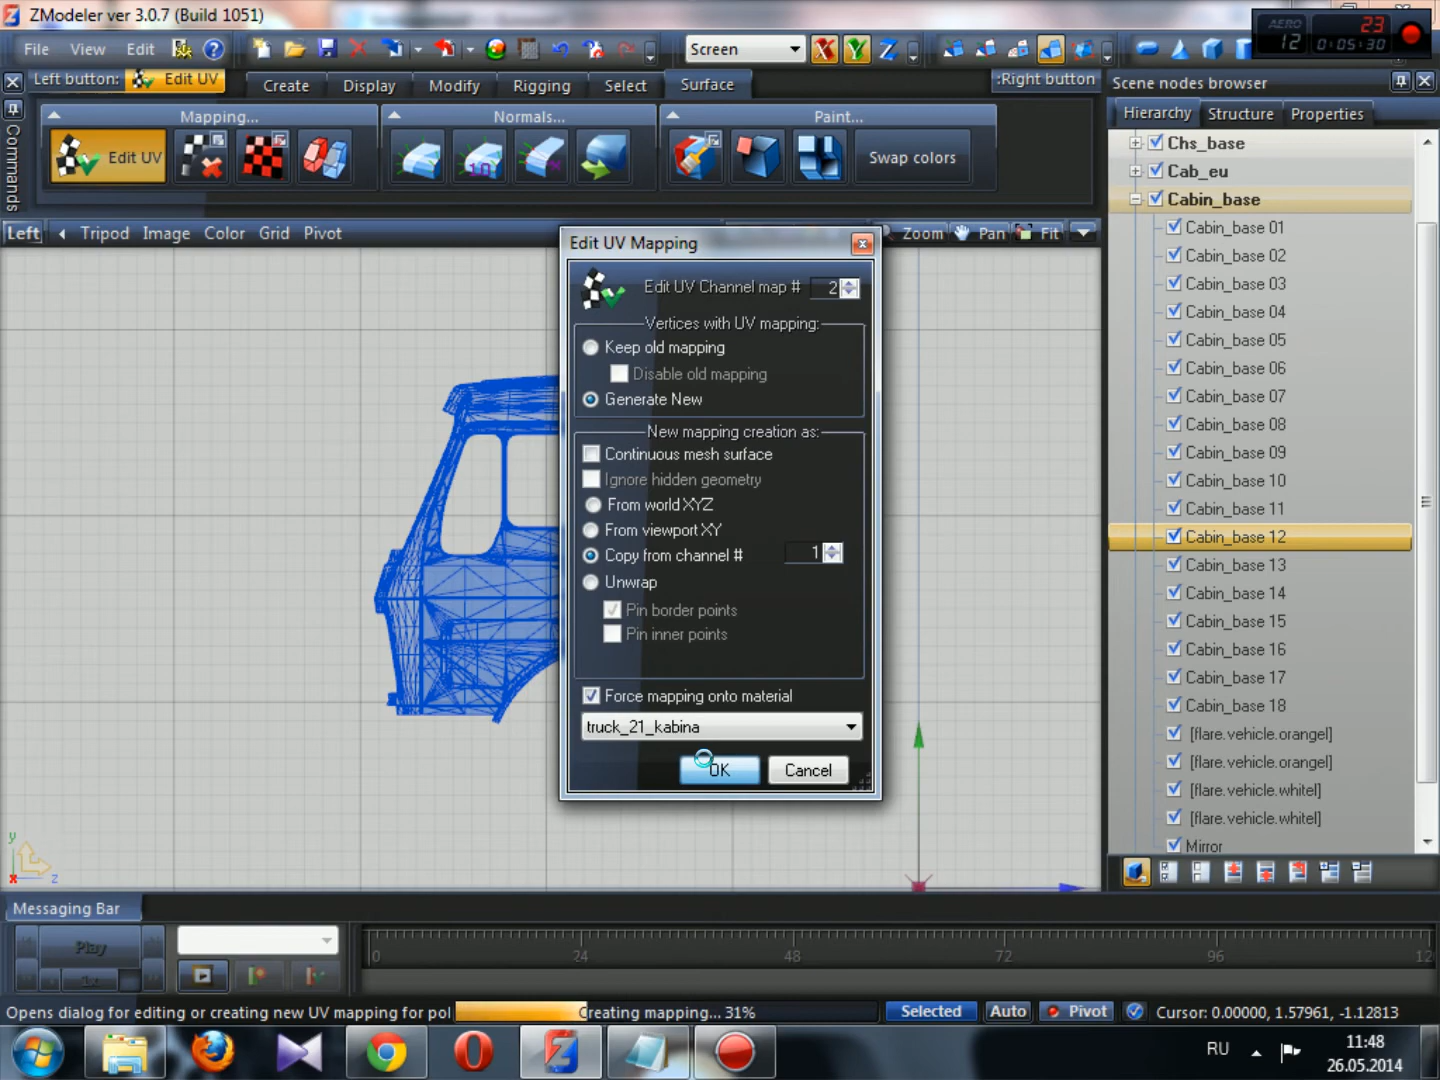 ZModeler ver 3.0.7 (Build 1051)
AERO 12
23
0:05:30
File View Edit
Screen
X Y Z
Left button: Edit UV
Create Display Modify Rigging Select Surface
:Right button
Mapping...
Normals...
Paint...
Edit UV
Swap colors
Commands
Left Tripod Image Color Grid Pivot
Zoom Pan Fit
Scene nodes browser
Hierarchy Structure Properties
Chs_base
Cab_eu
Cabin_base
Cabin_base 01
Cabin_base 02
Cabin_base 03
Cabin_base 04
Cabin_base 05
Cabin_base 06
Cabin_base 07
Cabin_base 08
Cabin_base 09
Cabin_base 10
Cabin_base 11
Cabin_base 12
Cabin_base 13
Cabin_base 14
Cabin_base 15
Cabin_base 16
Cabin_base 17
Cabin_base 18
[flare.vehicle.orangel]
[flare.vehicle.orangel]
[flare.vehicle.whitel]
[flare.vehicle.whitel]
Mirror
Edit UV Mapping
Edit UV Channel map # 2
Vertices with UV mapping:
Keep old mapping
Disable old mapping
Generate New
New mapping creation as:
Continuous mesh surface
Ignore hidden geometry
From world XYZ
From viewport XY
Copy from channel # 1
Unwrap
Pin border points
Pin inner points
Force mapping onto material
truck_21_kabina
OK Cancel
y
x z
Messaging Bar
Play
1x
0 24 48 72 96 12
Opens dialog for editing or creating new UV mapping for pol
Creating mapping... 31%
Selected Auto Pivot
Cursor: 0.00000, 1.57961, -1.12813
RU
11:48
26.05.2014